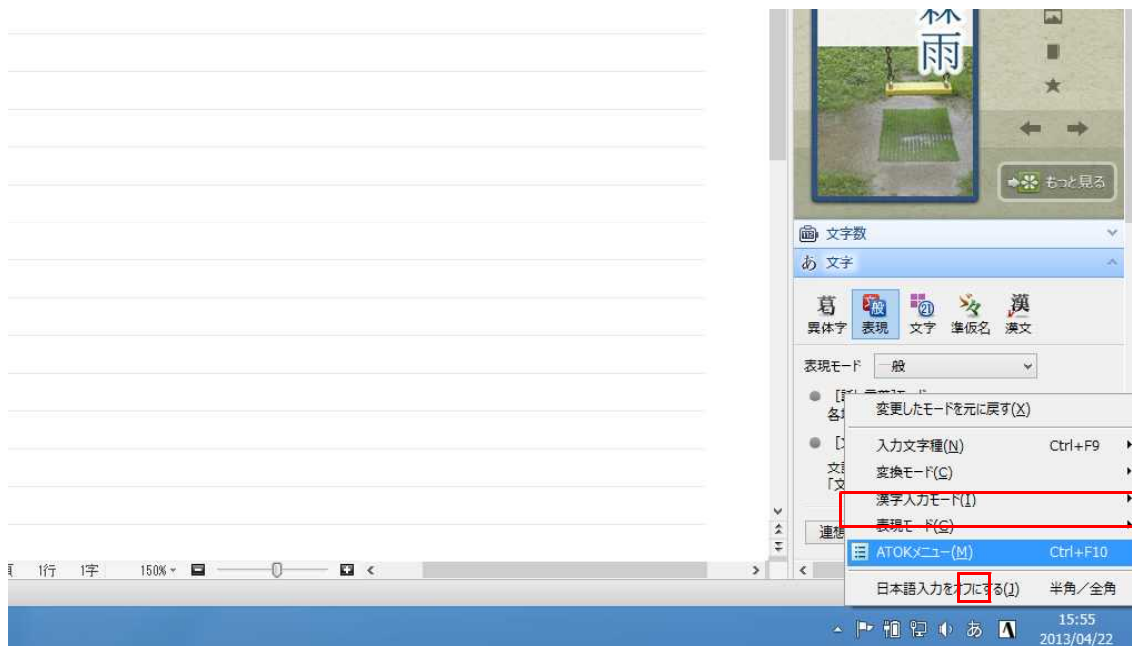 霖
雨
もっと見る
文字数
あ 文字
異体字 表現 文字 準仮名 漢文
表現モード 一般
変更したモードを元に戻す(X)
入力文字種(N) Ctrl+F9
変換モード(C)
漢字入力モード(I)
表現モード(G)
ATOKメニュー(M) Ctrl+F10
日本語入力をオフにする(J) 半角／全角
連想
1行 1字 150%
あ A 15:55
2013/04/22